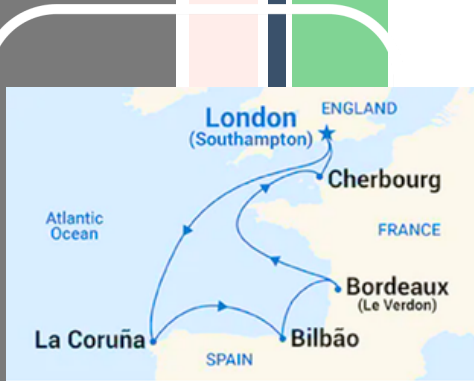 London
(Southampton)
ENGLAND
Cherbourg
Atlantic
Ocean
FRANCE
Bordeaux
(Le Verdon)
La Coruña
Bilbão
SPAIN